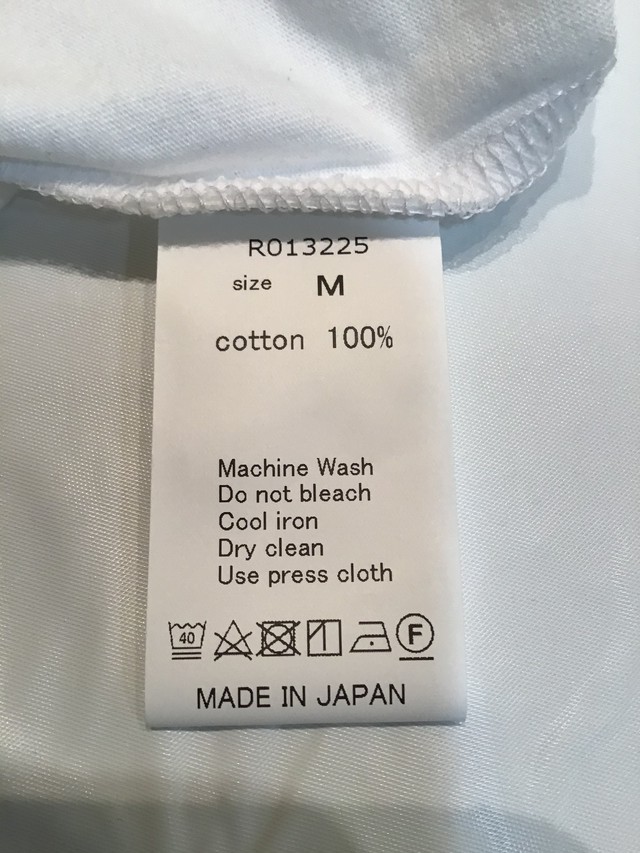 R013225
size M
cotton 100%
Machine Wash
Do not bleach
Cool iron
Dry clean
Use press cloth
40 F
MADE IN JAPAN